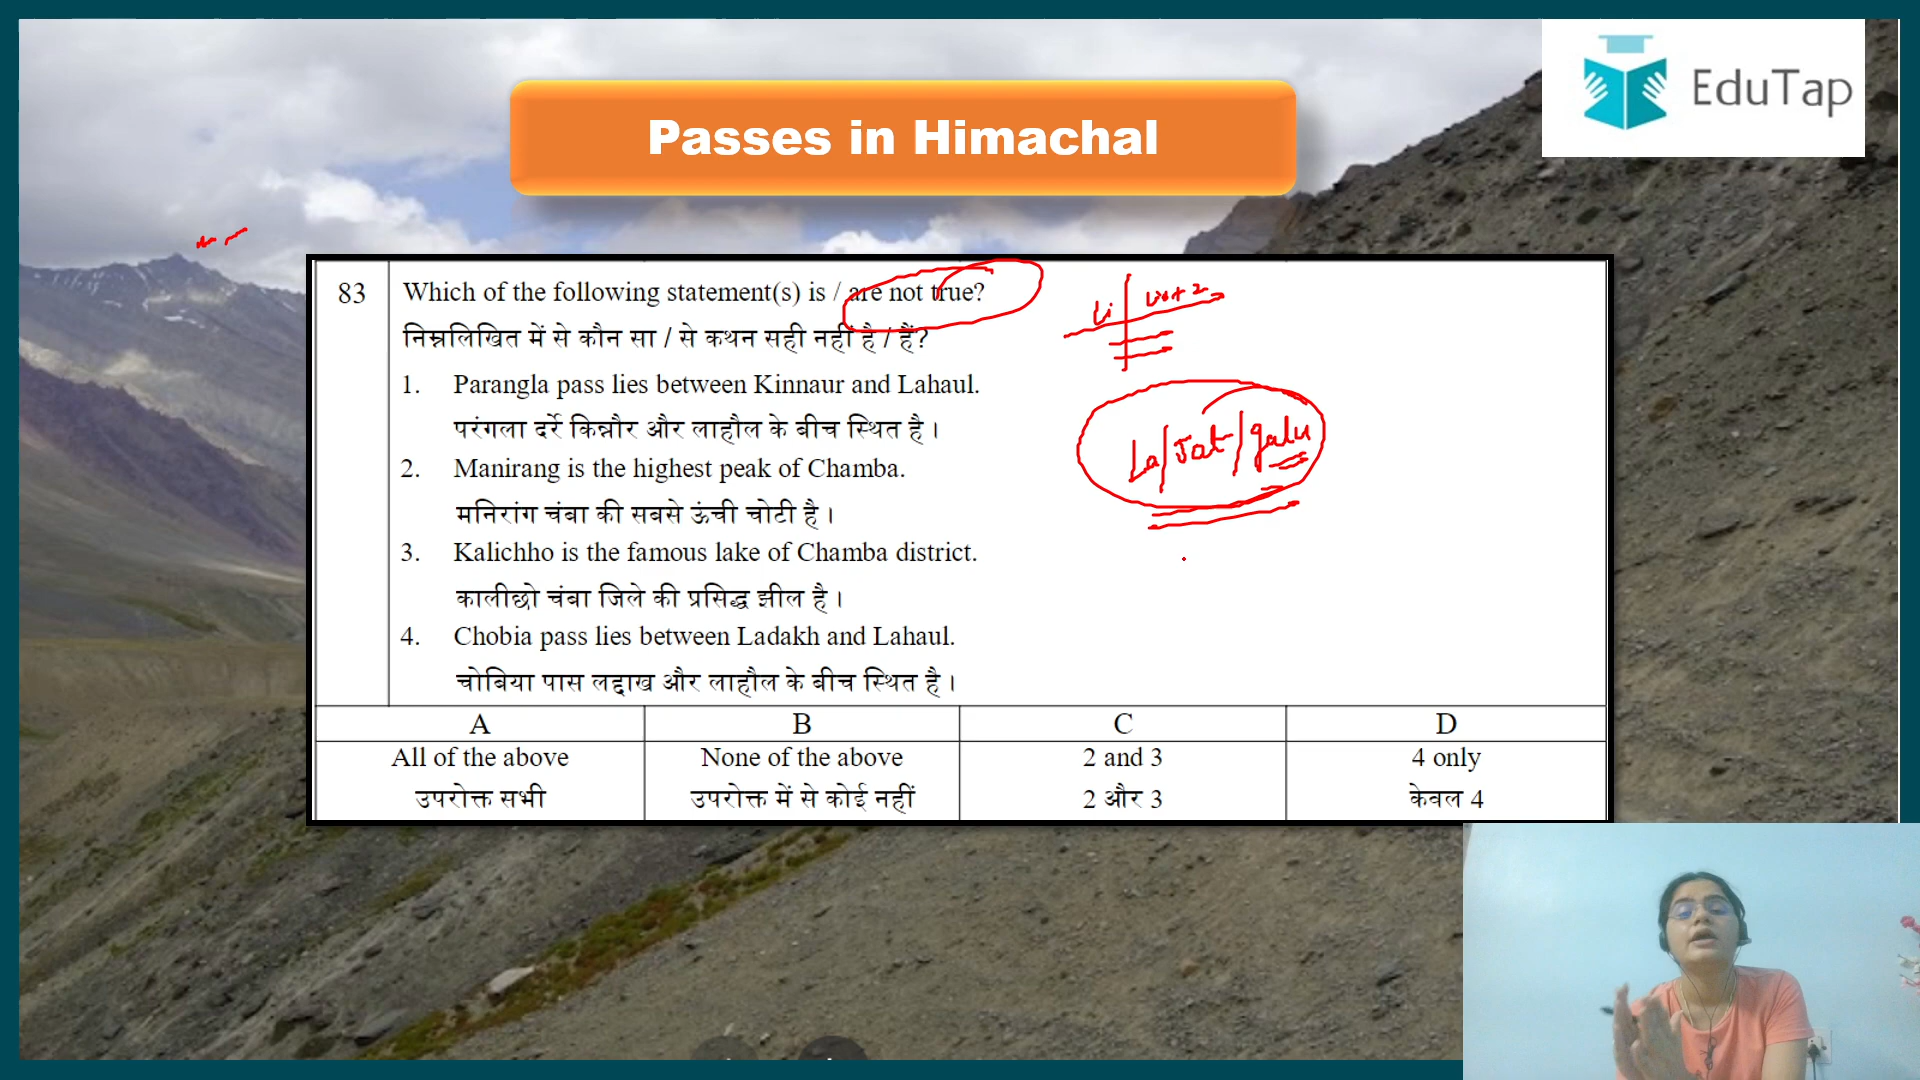 EduTap
Passes in Himachal
83
Which of the following statement(s) is / are not true?
निम्नलिखित में से कौन सा / से कथन सही नहीं है / हैं?
1. Parangla pass lies between Kinnaur and Lahaul.
परंगला दर्रे किन्नौर और लाहौल के बीच स्थित है।
2. Manirang is the highest peak of Chamba.
मनिरांग चंबा की सबसे ऊंची चोटी है।
3. Kalichho is the famous lake of Chamba district.
कालीछो चंबा जिले की प्रसिद्ध झील है।
4. Chobia pass lies between Ladakh and Lahaul.
चोबिया पास लद्दाख और लाहौल के बीच स्थित है।
La/Jat/galu
A B C D
All of the above None of the above 2 and 3 4 only
उपरोक्त सभी उपरोक्त में से कोई नहीं 2 और 3 केवल 4